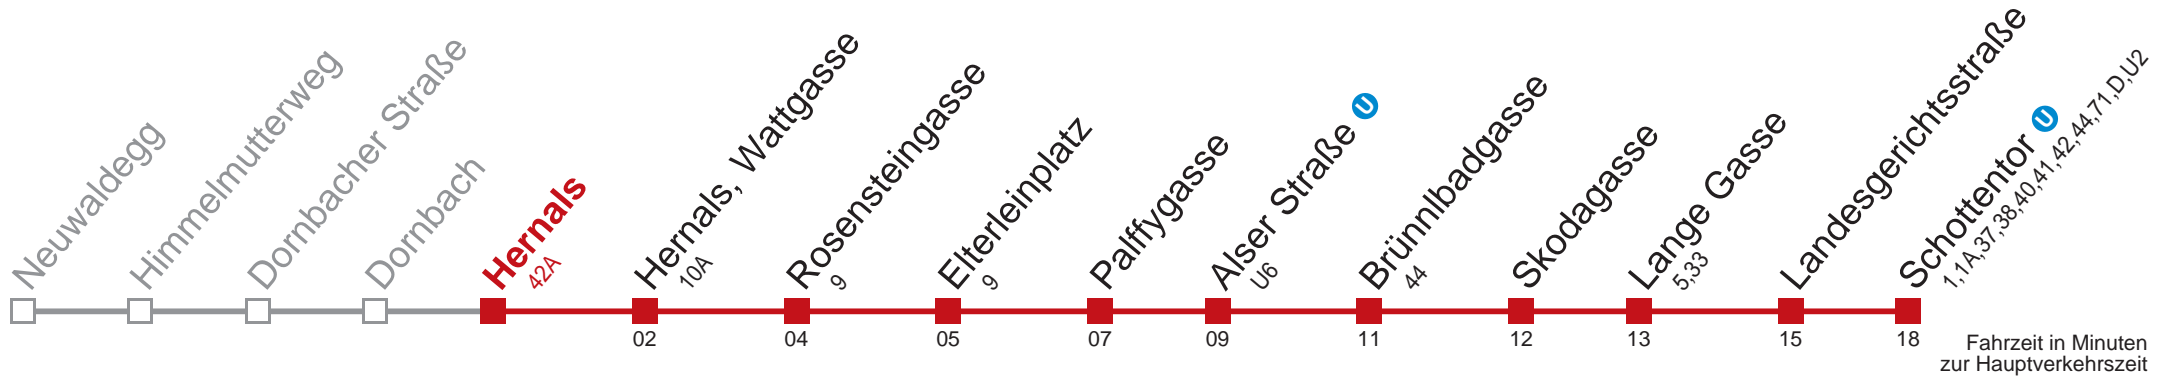 Neuwaldegg
Himmelmutterweg
Dornbacher Straße
Dornbach
Hernals
42A
Hernals, Wattgasse
10A
02
Rosensteingasse
9
04
Elterleinplatz
9
05
Palffygasse
07
Alser Straße U
U6
09
Brünnlbadgasse
44
11
Skodagasse
12
Lange Gasse
5,33
13
Landesgerichtsstraße
15
Schottentor U
1,1A,37,38,40,41,42,44,71,D,U2
18
Fahrzeit in Minuten
zur Hauptverkehrszeit